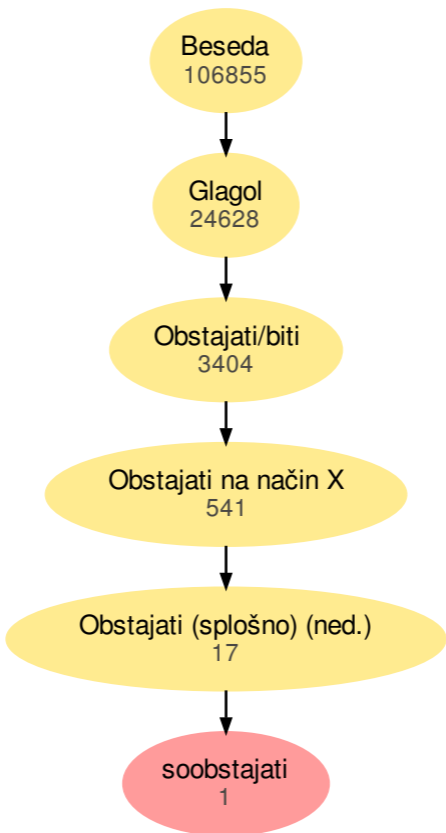 Beseda
106855
Glagol
24628
Obstajati/biti
3404
Obstajati na način X
541
Obstajati (splošno) (ned.)
17
soobstajati
1